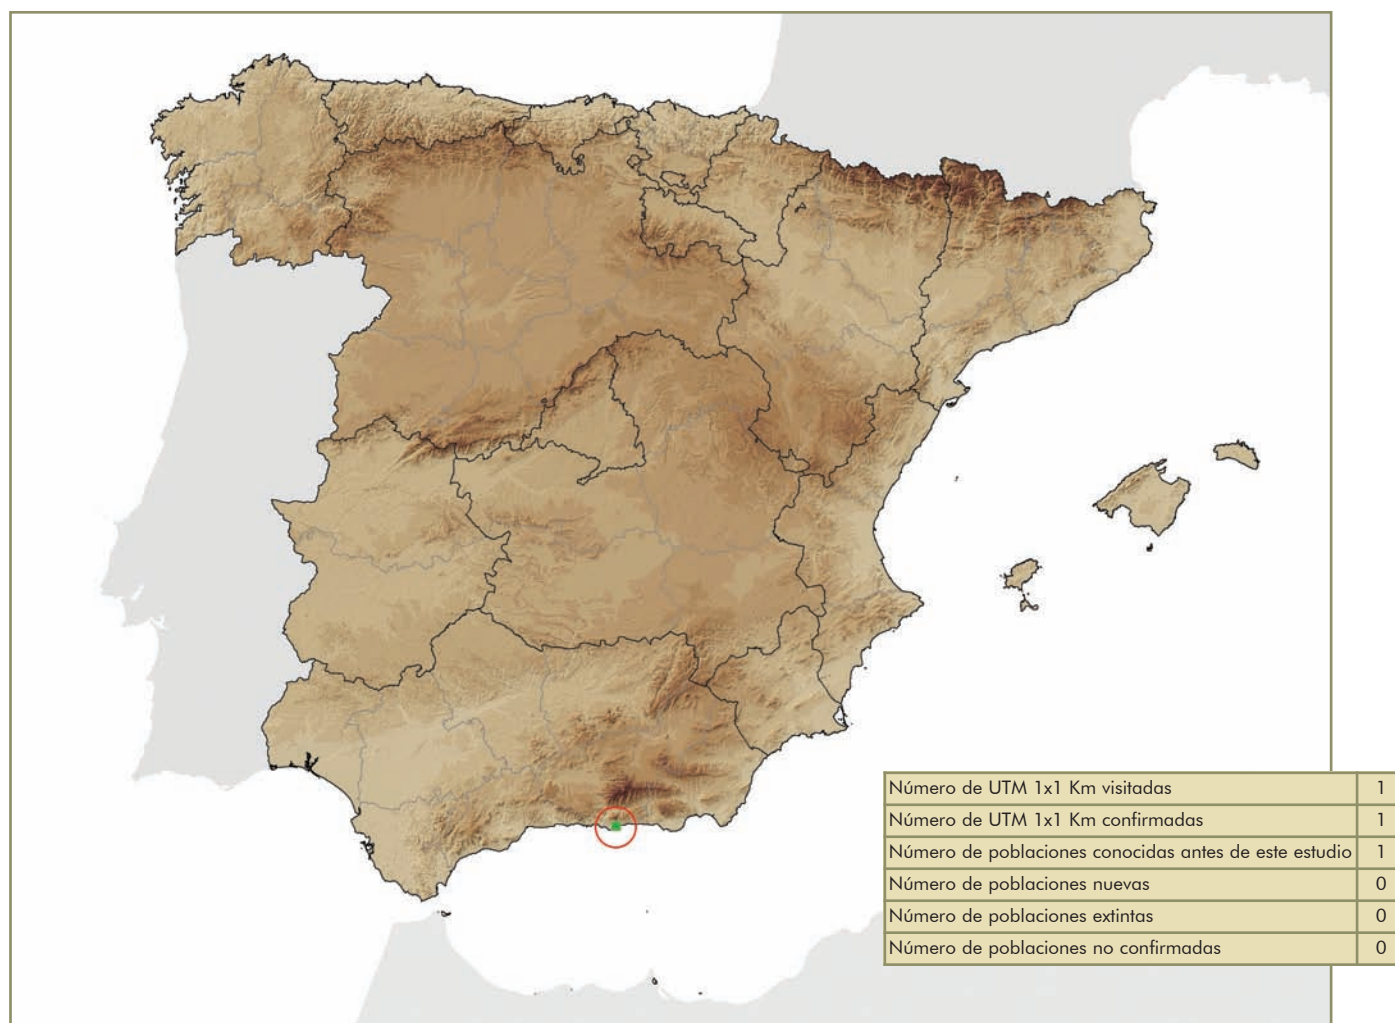 Número de UTM 1x1 Km visitadas 1
Número de UTM 1x1 Km confirmadas 1
Número de poblaciones conocidas antes de este estudio 1
Número de poblaciones nuevas 0
Número de poblaciones extintas 0
Número de poblaciones no confirmadas 0